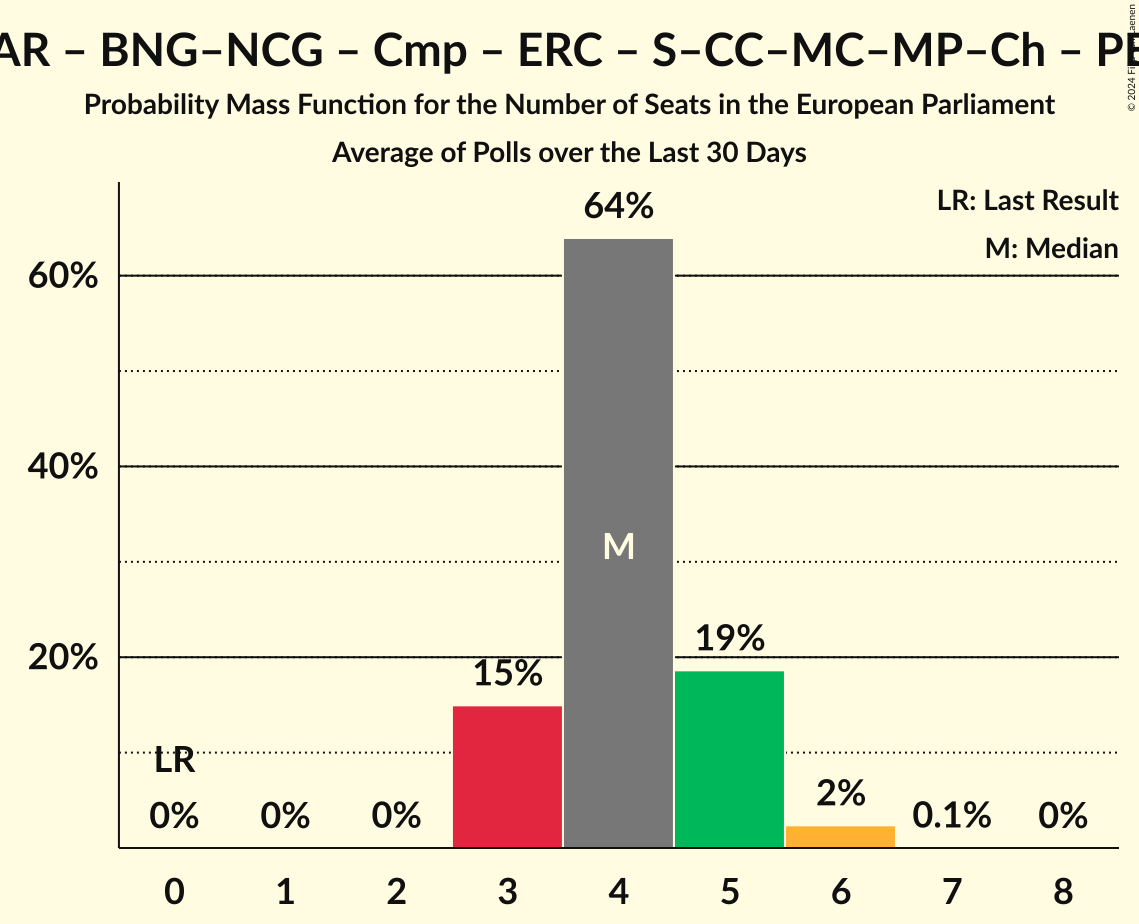 AR – BNG–NCG – Cmp – ERC – S–CC–MC–MP–Ch –
Probability Mass Function for the Number of Seats in the European Parliament
Average of Polls over the Last 30 Days
LR: Last Result
M: Median
64%
60%
40%
M
19%
20%
15%
LR
2%
0% 0% 0% 0.1% 0%
0 1 2 3 4 5 6 7 8
© 2024